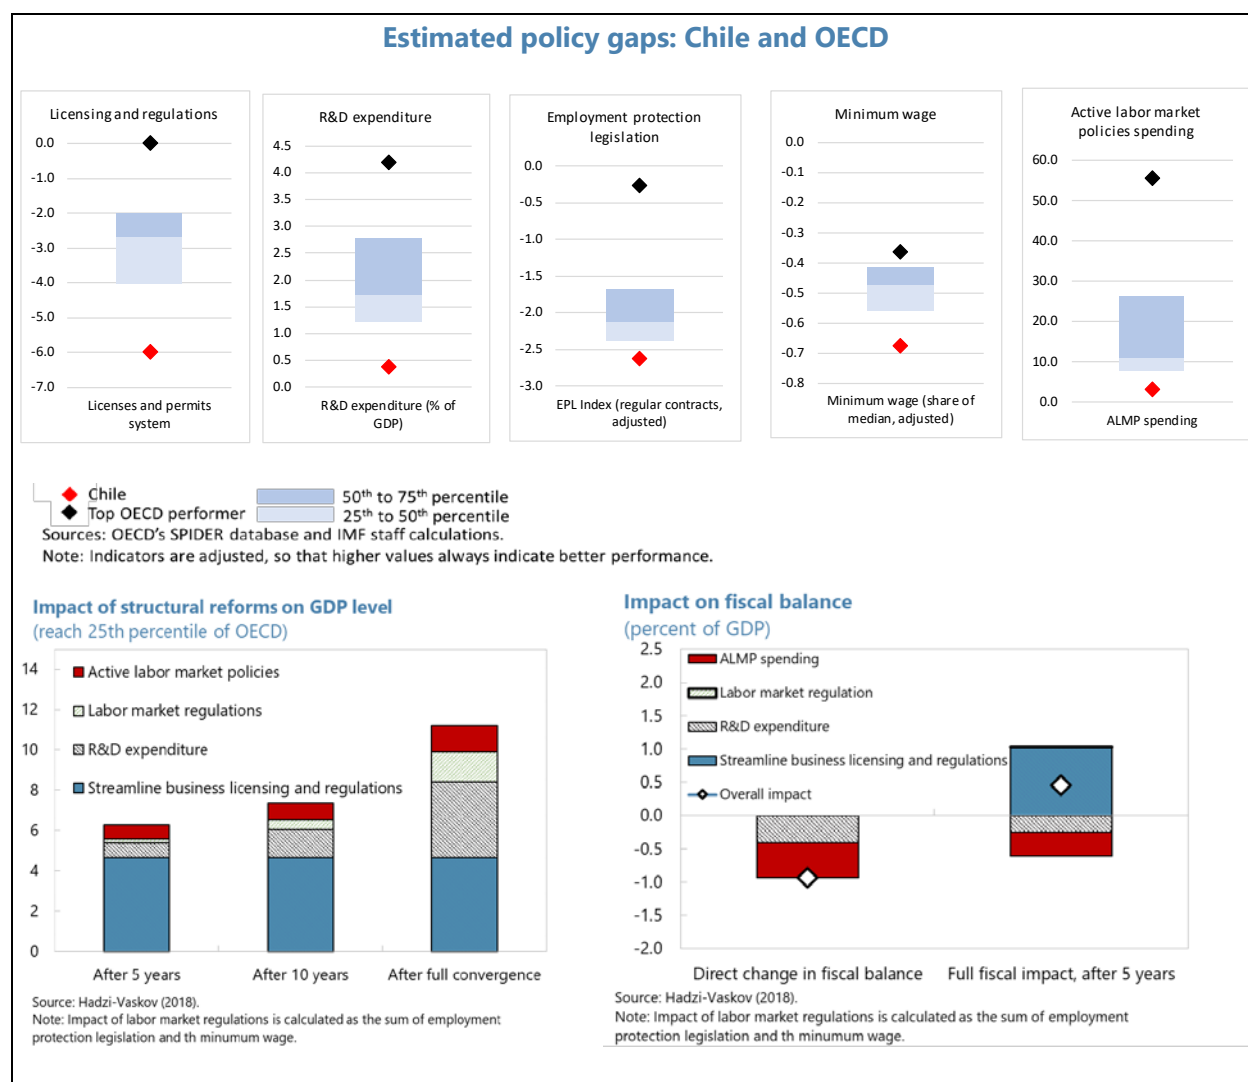 Estimated policy gaps: Chile and OECD
Licensing and regulations
0.0
-1.0
-2.0
-3.0
-4.0
-5.0
-6.0
-7.0
Licenses and permits
system
R&D expenditure
4.5
4.0
3.5
3.0
2.5
2.0
1.5
1.0
0.5
0.0
R&D expenditure (% of
GDP)
Employment protection
legislation
0.0
-0.5
-1.0
-1.5
-2.0
-2.5
-3.0
EPL Index (regular contracts,
adjusted)
Minimum wage
0.0
-0.1
-0.2
-0.3
-0.4
-0.5
-0.6
-0.7
-0.8
Minimum wage (share of
median, adjusted)
Active labor market
policies spending
60.0
50.0
40.0
30.0
20.0
10.0
0.0
ALMP spending
Chile
50th to 75th percentile
Top OECD performer
25th to 50th percentile
Sources: OECD's SPIDER database and IMF staff calculations.
Note: Indicators are adjusted, so that higher values always indicate better performance.
Impact of structural reforms on GDP level
(reach 25th percentile of OECD)
14
12
10
8
6
4
2
0
Active labor market policies
Labor market regulations
R&D expenditure
Streamline business licensing and regulations
After 5 years
After 10 years
After full convergence
Source: Hadzi-Vaskov (2018).
Note: Impact of labor market regulations is calculated as the sum of employment
protection legislation and th minumum wage.
Impact on fiscal balance
(percent of GDP)
2.5
2.0
1.5
1.0
0.5
0.0
-0.5
-1.0
-1.5
-2.0
ALMP spending
Labor market regulation
R&D expenditure
Streamline business licensing and regulations
Overall impact
Direct change in fiscal balance
Full fiscal impact, after 5 years
Source: Hadzi-Vaskov (2018).
Note: Impact of labor market regulations is calculated as the sum of employment
protection legislation and th minumum wage.